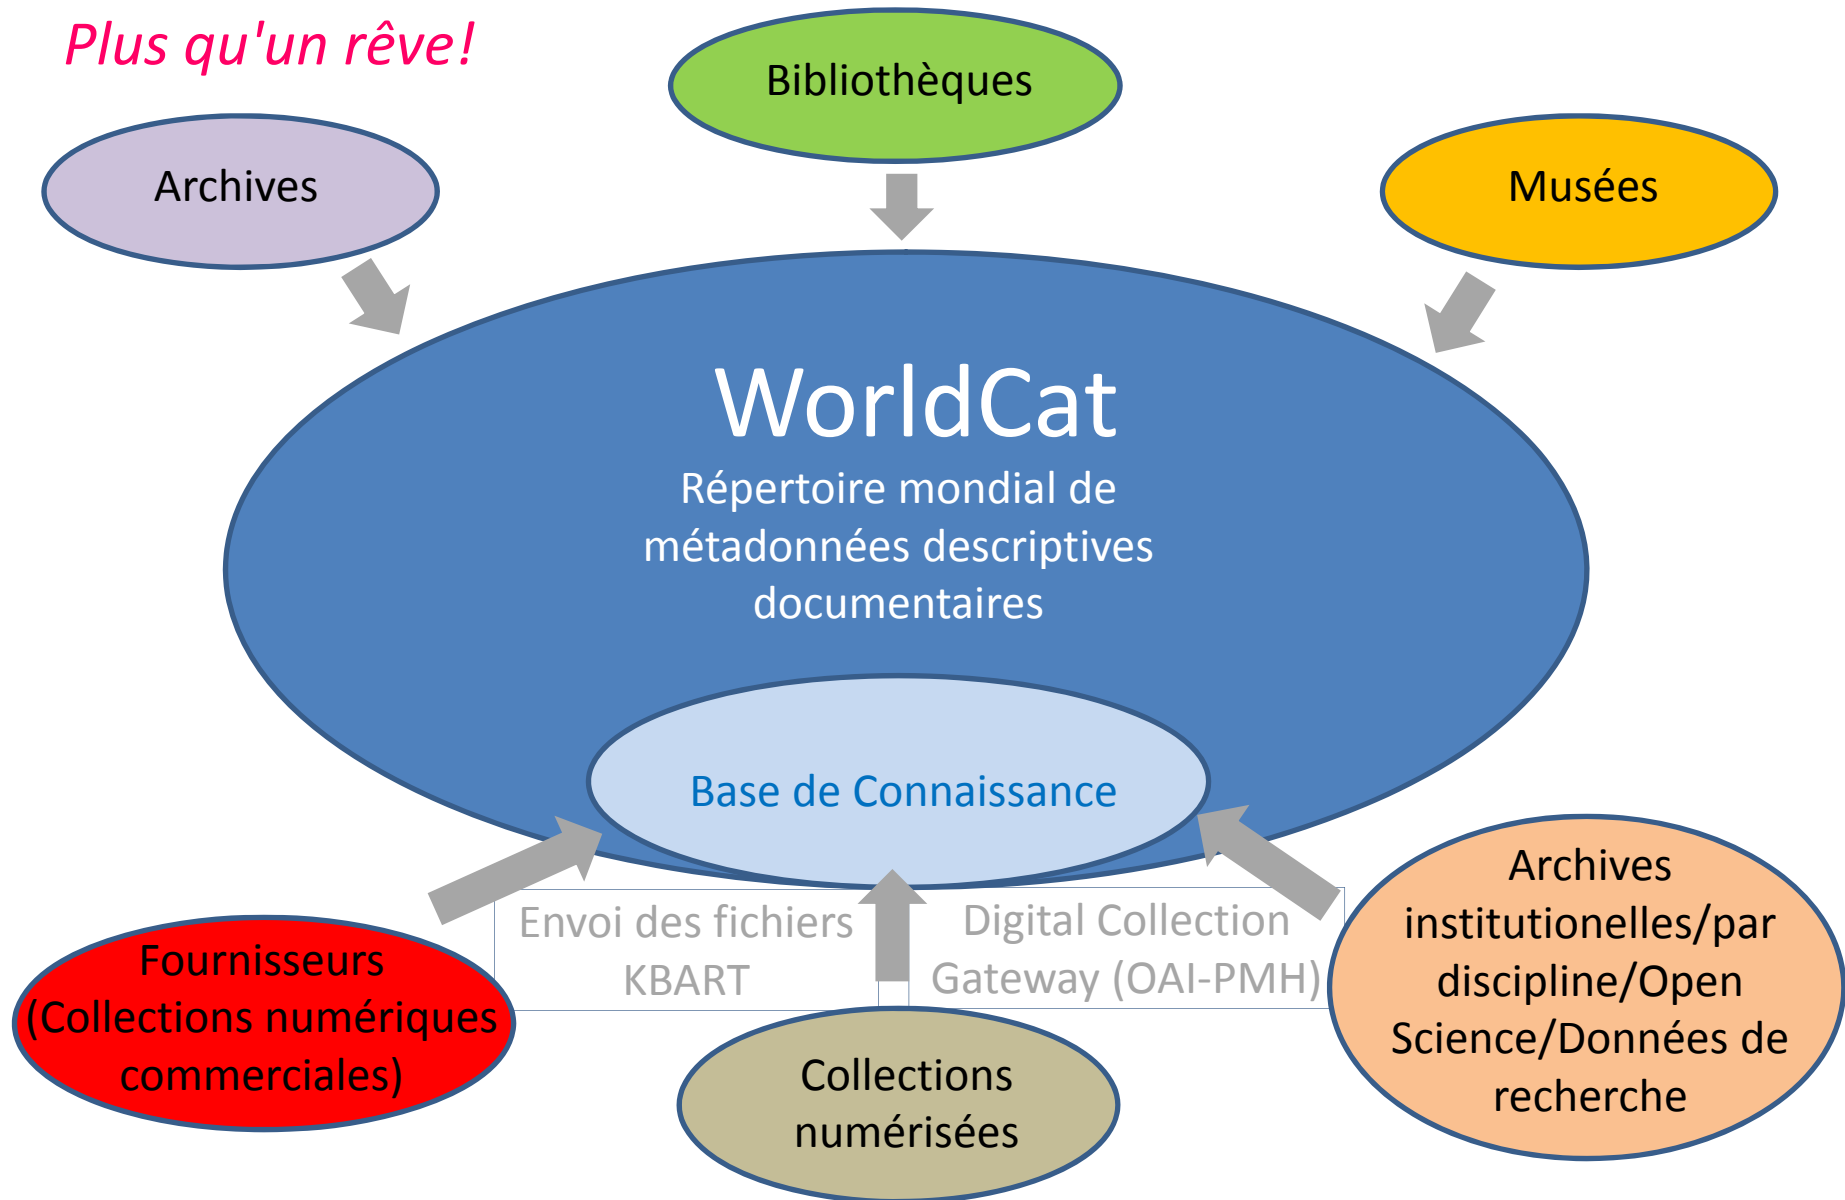 Plus qu'un rêve!
Bibliothèques
Archives
Musées
WorldCat
Répertoire mondial de
métadonnées descriptives
documentaires
Base de Connaissance
Envoi des fichiers
KBART
Digital Collection
Gateway (OAI-PMH)
Fournisseurs
(Collections numériques
commerciales)
Collections
numérisées
Archives
institutionelles/par
discipline/Open
Science/Données de
recherche